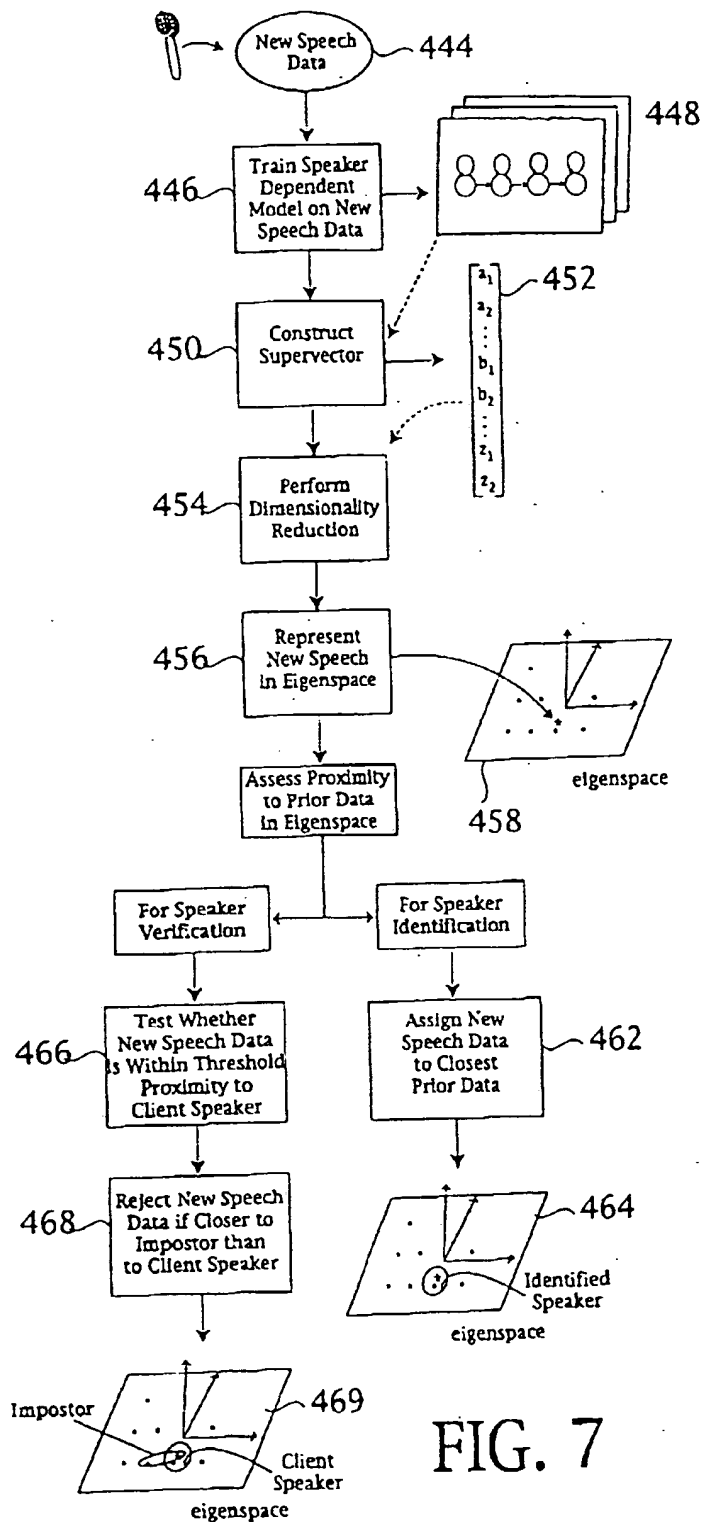 New Speech
Data
444
448
446
Train Speaker
Dependent
Model on New
Speech Data
450
Construct
Supervector
452
a1
a2
b1
b2
z1
z2
454
Perform
Dimensionality
Reduction
456
Represent
New Speech
in Eigenspace
eigenspace
458
Assess Proximity
to Prior Data
in Eigenspace
For Speaker
Verification
For Speaker
Identification
466
Test Whether
New Speech Data
is Within Threshold
Proximity to
Client Speaker
Assign New
Speech Data
to Closest
Prior Data
462
468
Reject New Speech
Data if Closer to
Impostor than
to Client Speaker
464
Identified
Speaker
eigenspace
Impostor
469
Client
Speaker
eigenspace
FIG. 7